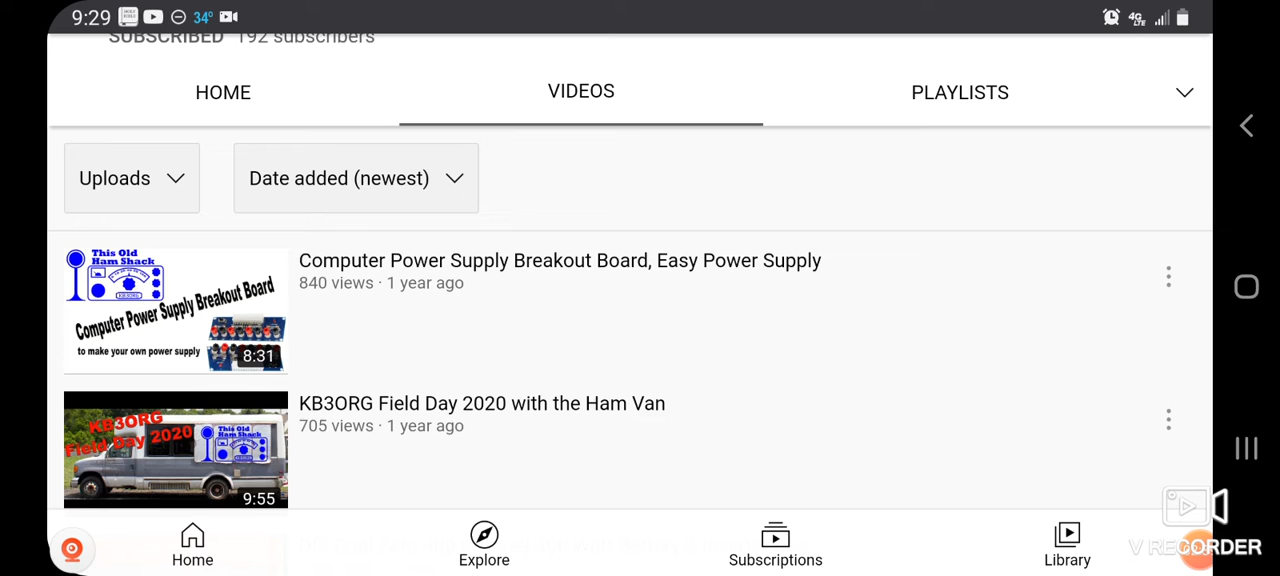 9:29 34°
4G LTE
SUBSCRIBED 192 subscribers
HOME VIDEOS PLAYLISTS
Uploads Date added (newest)
This Old
Ham Shack
Computer Power Supply Breakout Board
to make your own power supply
8:31
Computer Power Supply Breakout Board, Easy Power Supply
840 views · 1 year ago
KB3ORG
Field Day 2020
This Old
Ham Shack
9:55
KB3ORG Field Day 2020 with the Ham Van
705 views · 1 year ago
Home Explore Subscriptions Library
V RECORDER